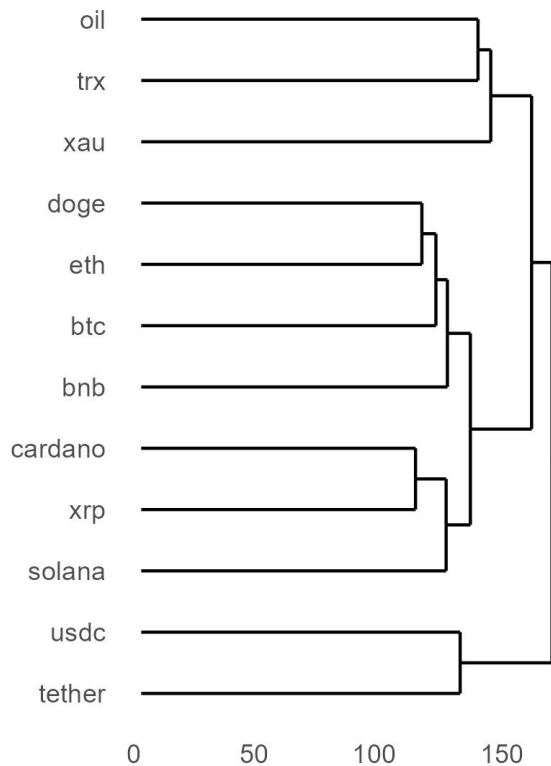 oil
trx
xau
doge
eth
btc
bnb
cardano
xrp
solana
usdc
tether
0 50 100 150